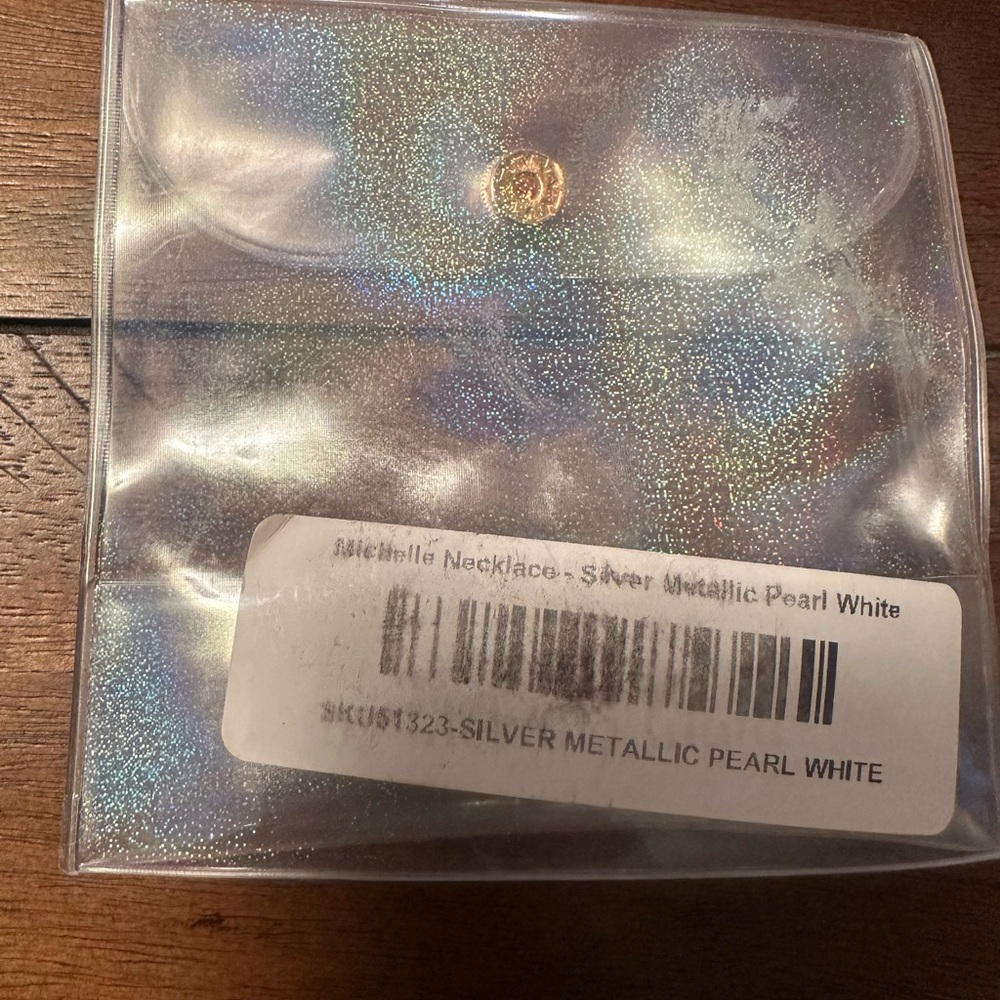 Michelle Necklace - Silver Metallic Pearl White
SKU51323-SILVER METALLIC PEARL WHITE